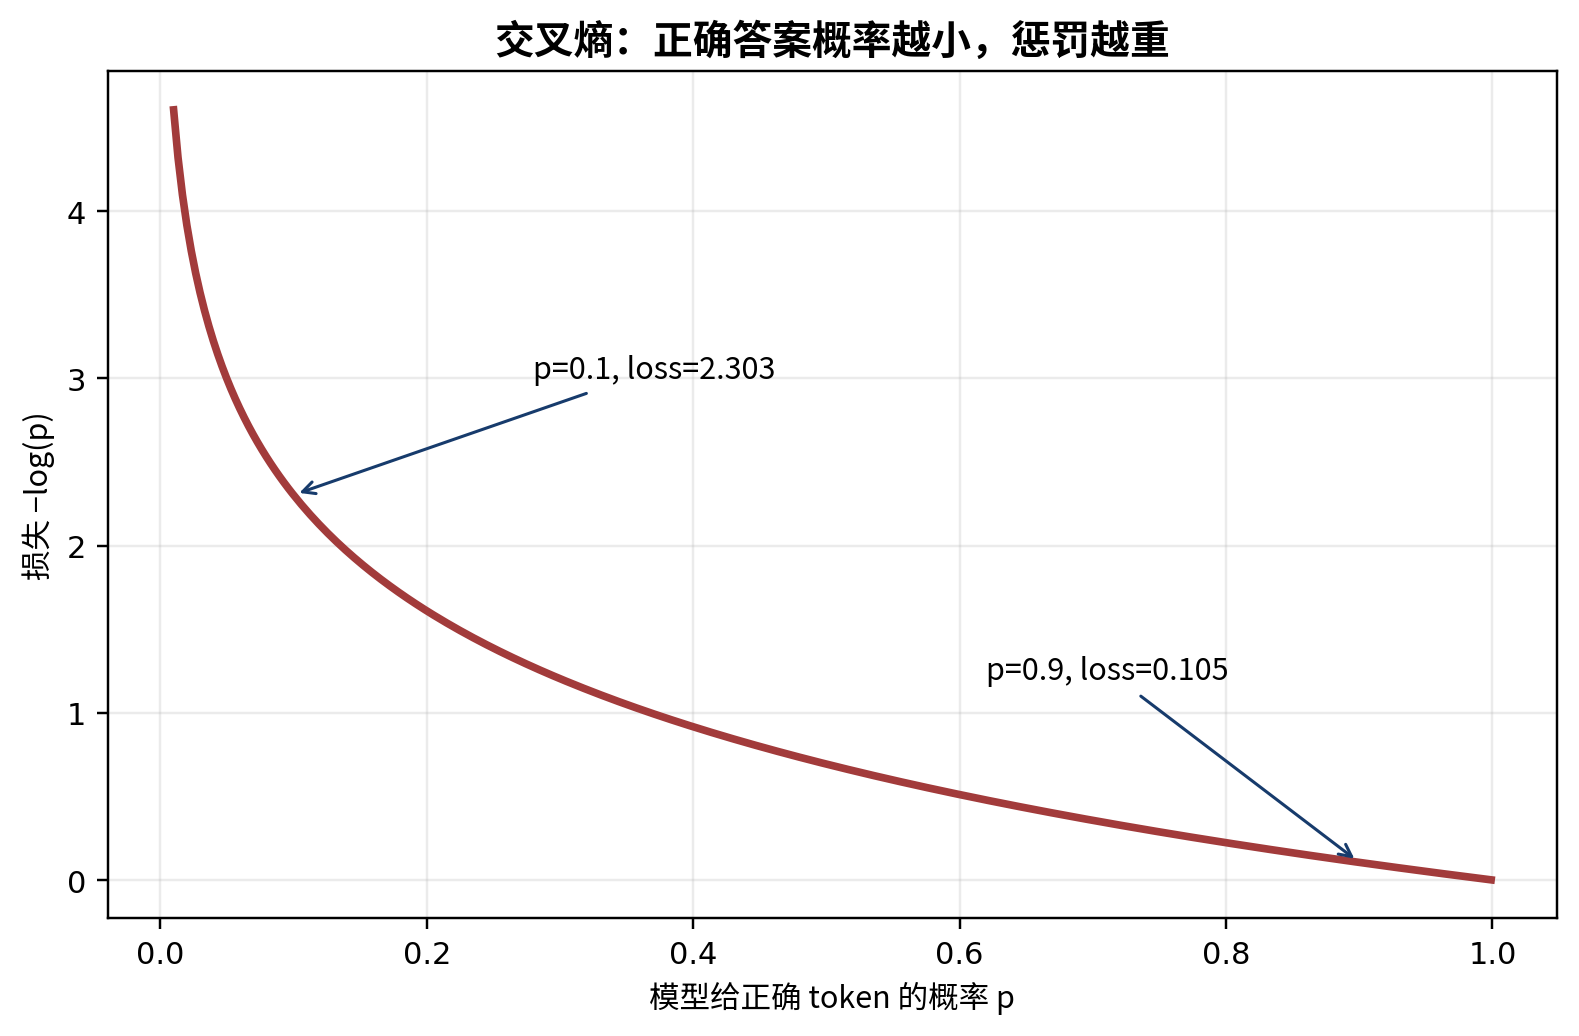 交叉熵：正确答案概率越小，惩罚越重
损失 −log(p)
4
3
2
1
0
p=0.1, loss=2.303
p=0.9, loss=0.105
0.0 0.2 0.4 0.6 0.8 1.0
模型给正确 token 的概率 p